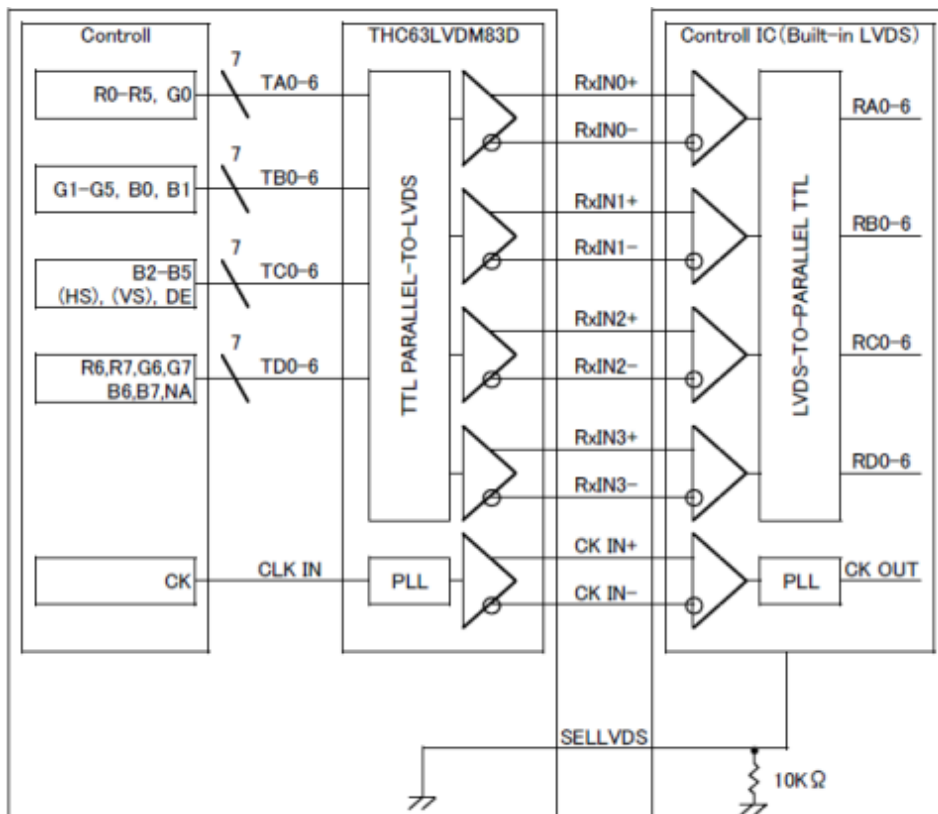 Controll
THC63LVDM83D
Controll IC(Built-in LVDS)
R0-R5, G0
7
TA0-6
RxIN0+
RxIN0-
RA0-6
G1-G5, B0, B1
7
TB0-6
RxIN1+
RxIN1-
RB0-6
B2-B5
(HS), (VS), DE
7
TC0-6
RxIN2+
RxIN2-
RC0-6
R6,R7,G6,G7
B6,B7,NA
7
TD0-6
RxIN3+
RxIN3-
RD0-6
TTL PARALLEL-TO-LVDS
LVDS-TO-PARALLEL TTL
CK
CLK IN
PLL
CK IN+
CK IN-
PLL
CK OUT
SELLVDS
10KΩ